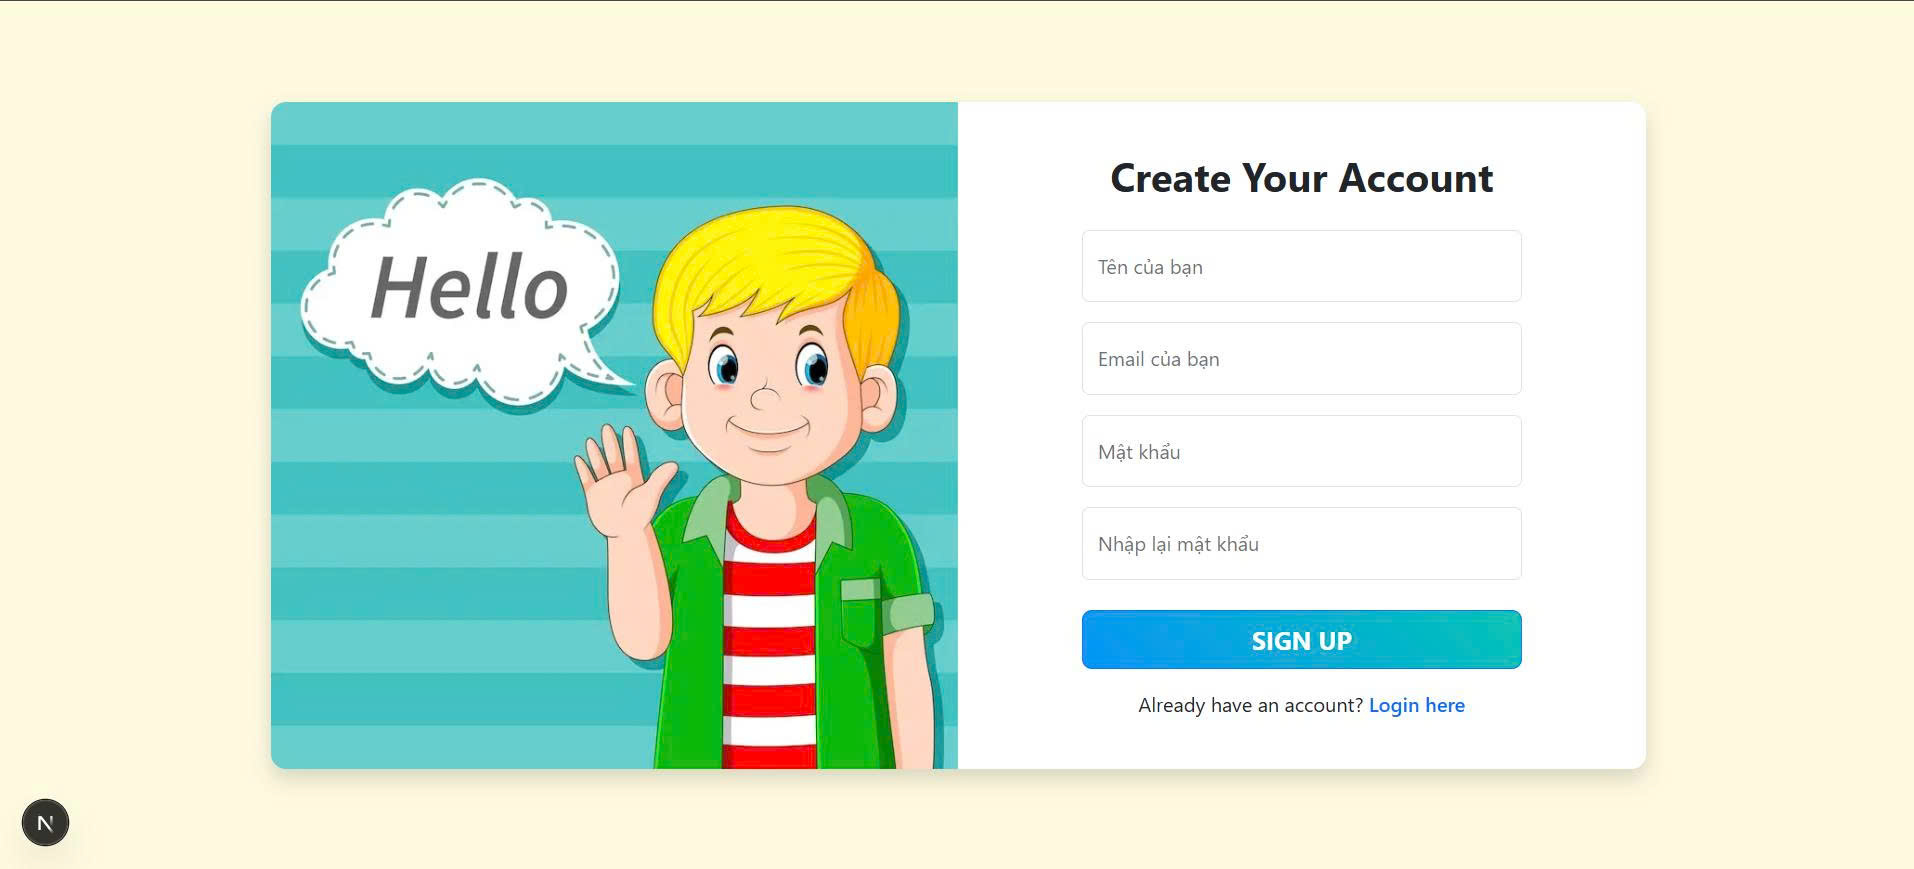 Hello
Create Your Account
Tên của bạn
Email của bạn
Mật khẩu
Nhập lại mật khẩu
SIGN UP
Already have an account? Login here
N